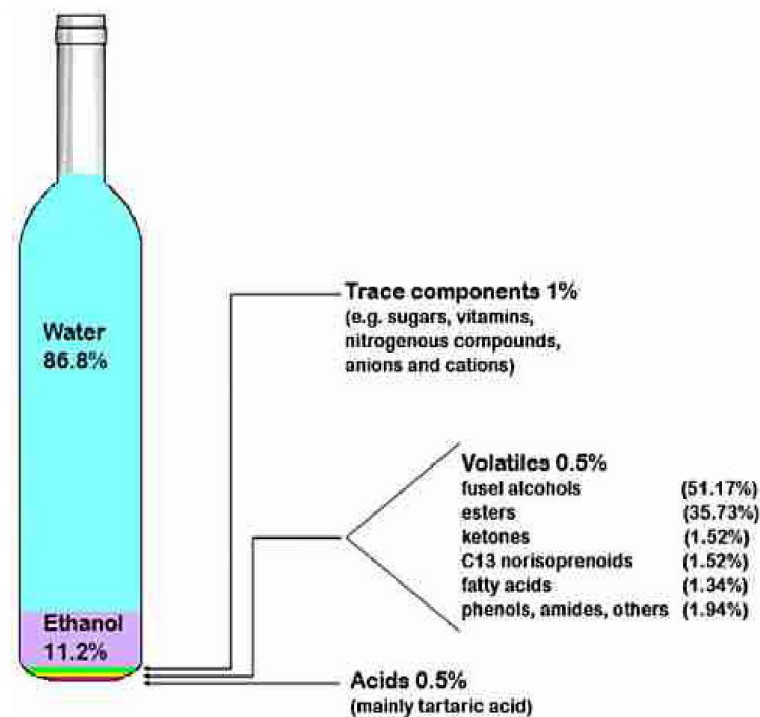 Water
86.8%
Ethanol
11.2%
Trace components 1%
(e.g. sugars, vitamins,
nitrogenous compounds,
anions and cations)
Volatiles 0.5%
fusel alcohols (51.17%)
esters (35.73%)
ketones (1.52%)
C13 norisoprenoids (1.52%)
fatty acids (1.34%)
phenols, amides, others (1.94%)
Acids 0.5%
(mainly tartaric acid)